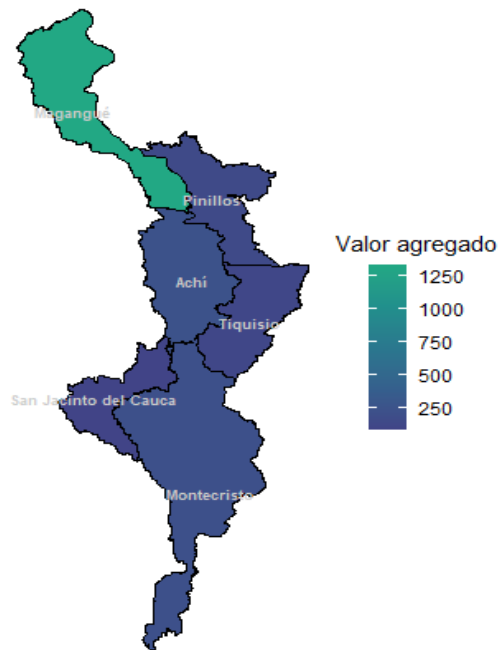 Magangué
Pinillos
Achí
Tiquisio
San Jacinto del Cauca
Montecristo
Valor agregado
1250
1000
750
500
250